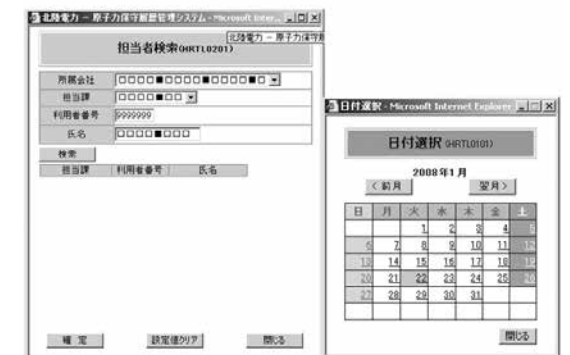 北陸電力 - 原子力保守履歴管理システム - Microsoft Inter...
北陸電力 - 原子力保守
担当者検索(HRTL0201)
所属会社 □□□□■□□□□■□□□□■□
担当課 □□□□■□□
利用者番号 9999999
氏名 □□□□■□□□
検索
担当課 利用者番号 氏名
確 定 設定値クリア 閉じる
日付選択 - Microsoft Internet Explorer
日付選択 (HRTL0101)
2008年1月
< 前月 翌月 >
日 月 火 水 木 金 土
1 2 3 4 5
6 7 8 9 10 11 12
13 14 15 16 17 18 19
20 21 22 23 24 25 26
27 28 29 30 31
閉じる